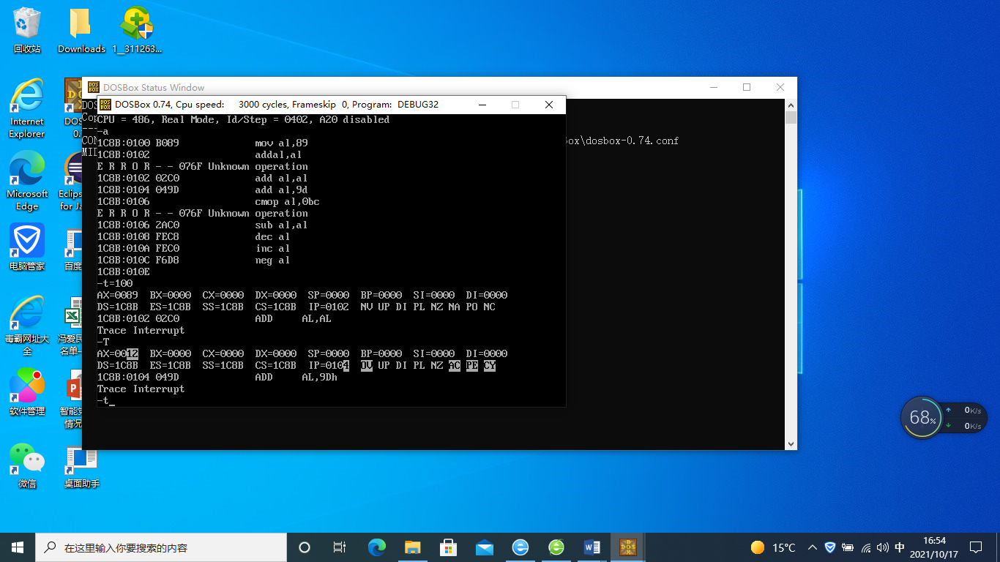 回收站
Downloads
1__311263...
Internet
Explorer
DOS
0.
Microsoft
Edge
Eclips
for Ja
电脑管家
百度
毒霸网址大
全
冯爱民
名单-
软件管理
智能党
情况
微信
桌面助手
DOSBox Status Window
DOS
Cop
---
CON
MID
ox\dosbox-0.74.conf
DOSBox 0.74, Cpu speed: 3000 cycles, Frameskip 0, Program: DEBUG32
CPU = 486, Real Mode, Id/Step = 0402, A20 disabled
-a
1C8B:0100 B089 mov al,89
1C8B:0102 addal,al
E R R O R - - 076F Unknown operation
1C8B:0102 02C0 add al,al
1C8B:0104 049D add al,9d
1C8B:0106 cmop al,0bc
E R R O R - - 076F Unknown operation
1C8B:0106 2AC0 sub al,al
1C8B:0108 FEC8 dec al
1C8B:010A FEC0 inc al
1C8B:010C F6D8 neg al
1C8B:010E
-t=100
AX=0089 BX=0000 CX=0000 DX=0000 SP=0000 BP=0000 SI=0000 DI=0000
DS=1C8B ES=1C8B SS=1C8B CS=1C8B IP=0102 NV UP DI PL NZ NA PO NC
1C8B:0102 02C0 ADD AL,AL
Trace Interrupt
-T
AX=0012 BX=0000 CX=0000 DX=0000 SP=0000 BP=0000 SI=0000 DI=0000
DS=1C8B ES=1C8B SS=1C8B CS=1C8B IP=0104 OV UP DI PL NZ AC PE CY
1C8B:0104 049D ADD AL,9Dh
Trace Interrupt
-t_
68%
0K/s
0K/s
在这里输入你要搜索的内容
15°C
中
16:54
2021/10/17